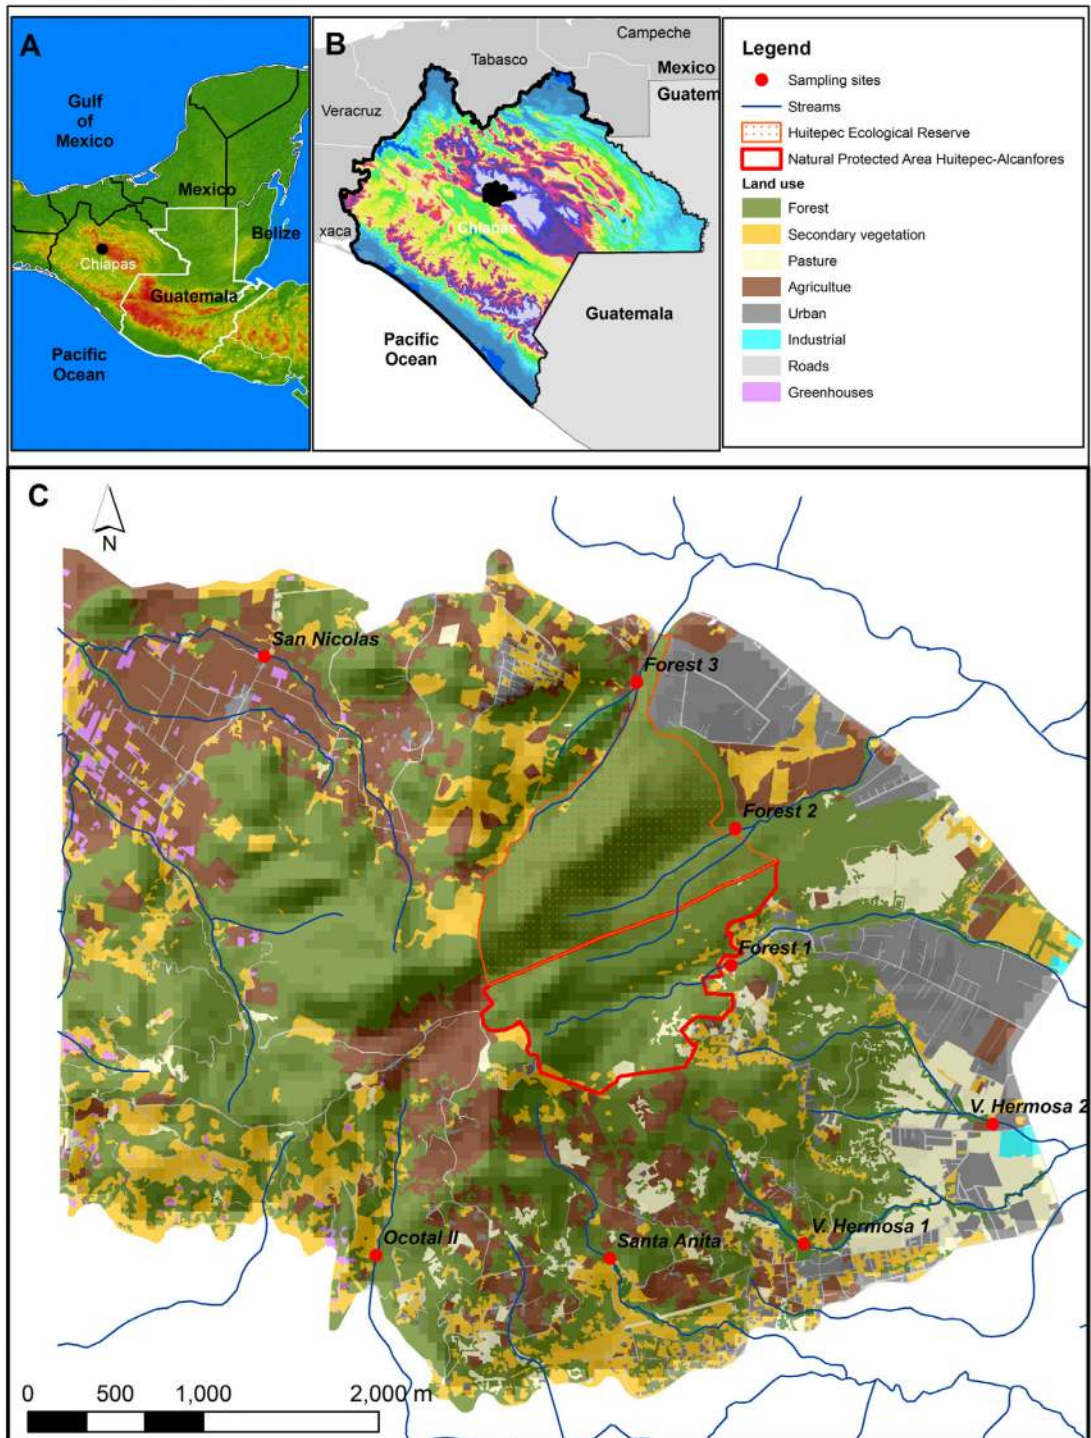 A
Gulf
of
Mexico
Mexico
Belize
Chiapas
Guatemala
Pacific
Ocean
B
Campeche
Tabasco
Mexico
Guatem
Veracruz
xaca
Chiapas
Guatemala
Pacific
Ocean
Legend
Sampling sites
Streams
Huitepec Ecological Reserve
Natural Protected Area Huitepec-Alcanfores
Land use
Forest
Secondary vegetation
Pasture
Agricultue
Urban
Industrial
Roads
Greenhouses
C
N
San Nicolas
Forest 3
Forest 2
Forest 1
V. Hermosa 2
V. Hermosa 1
Ocotal II
Santa Anita
0 500 1,000 2,000 m